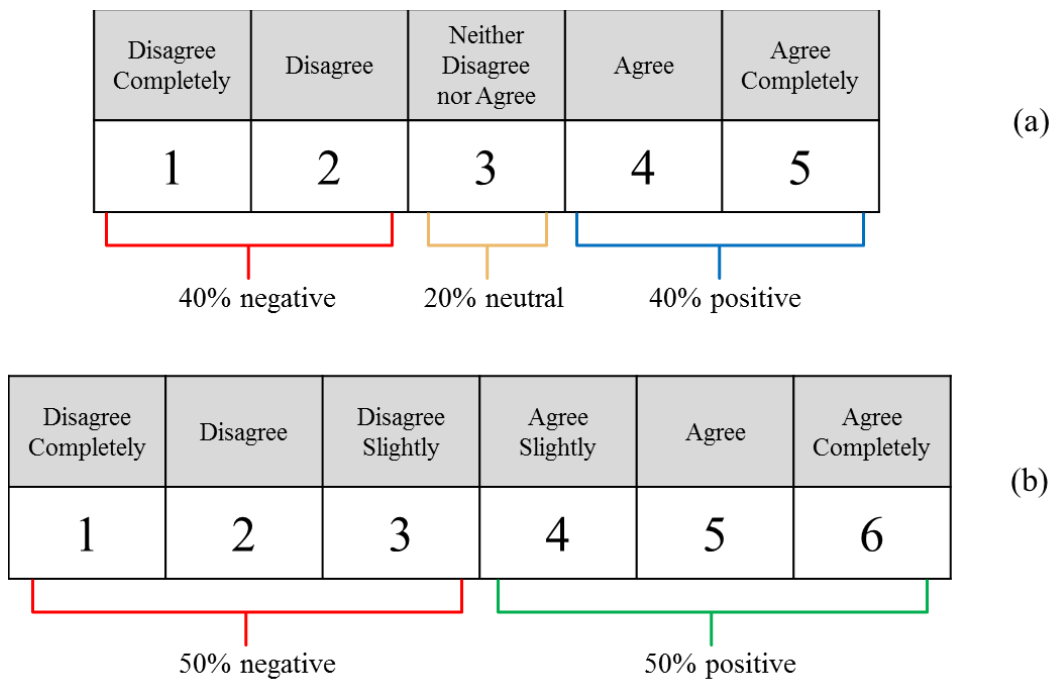 Disagree
Completely
Disagree
Neither
Disagree
nor Agree
Agree
Agree
Completely
(a)
1 2 3 4 5
40% negative 20% neutral 40% positive
Disagree
Completely
Disagree
Disagree
Slightly
Agree
Slightly
Agree
Agree
Completely
(b)
1 2 3 4 5 6
50% negative 50% positive